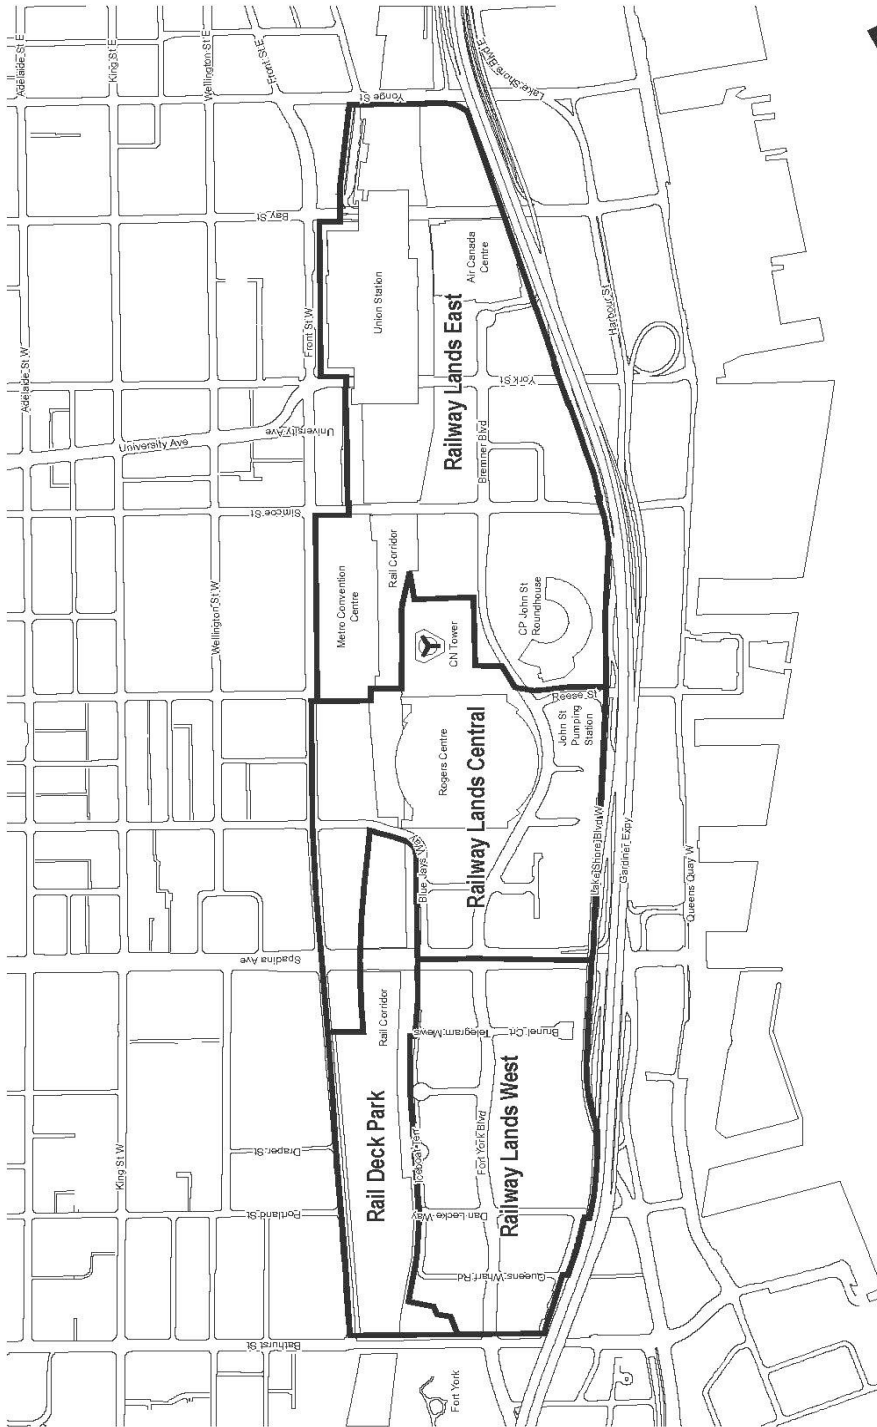 Adelaide St E
King St E
Wellington St E
Front St E
Yonge St
Lake Shore Blvd E
Bay St
Union Station
Air Canada
Centre
Railway Lands East
Harbour St
Front St W
Adelaide St W
University Ave
University Ave
York St
Bremner Blvd
Simcoe St
Wellington St W
Metro Convention
Centre
Rail Corridor
CN Tower
CP John St
Roundhouse
Reese St
John St
Pumping
Station
Rogers Centre
Railway Lands Central
Blue Jays Way
Lake Shore Blvd W
Gardiner Expy
Queens Quay W
Spadina Ave
Rail Corridor
Telegram Mews
Brunel Crt
Rail Deck Park
Iceboat Terr
Fort York Blvd
Railway Lands West
King St W
Draper St
Portland St
Dan Leckie Way
Queens Wharf Rd
Bathurst St
Fort York